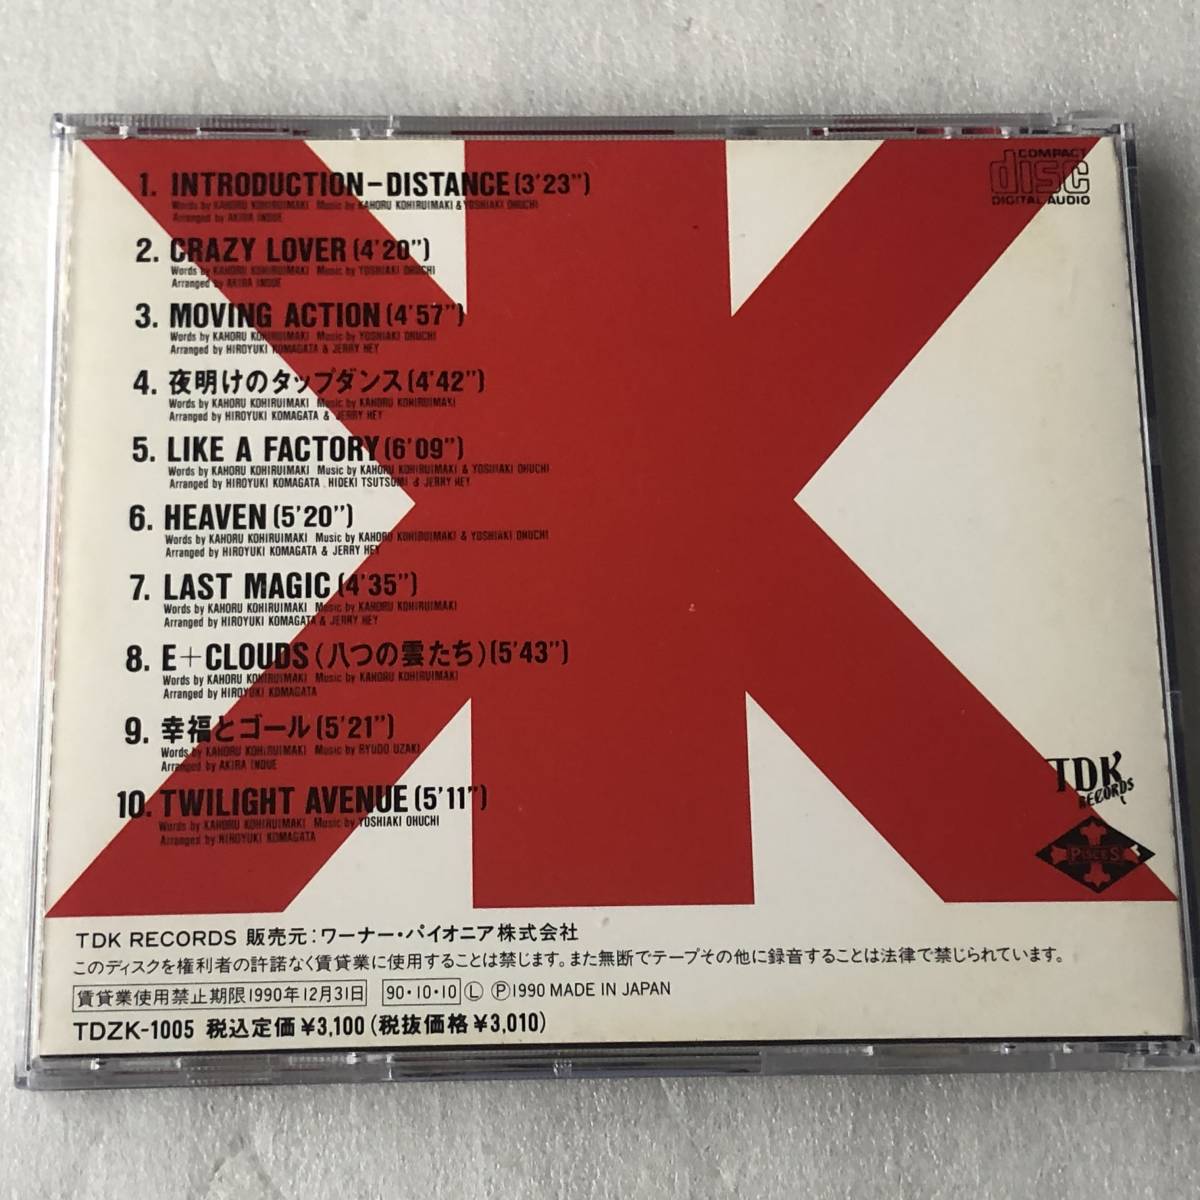 COMPACT
disc
DIGITAL AUDIO
1. INTRODUCTION-DISTANCE(3'23")
Words by KAHORU KOHIRUIMAKI Music by KAHORU KOHIRUIMAKI & YOSHIAKI OHUCHI
Arranged by AKIRA INOUE
2. CRAZY LOVER(4'20")
Words by KAHORU KOHIRUIMAKI Music by YOSHIAKI OHUCHI
Arranged by AKIRA INOUE
3. MOVING ACTION(4'57")
Words by KAHORU KOHIRUIMAKI Music by YOSHIAKI OHUCHI
Arranged by HIROYUKI KOMAGATA & JERRY HEY
4. 夜明けのタップダンス(4'42")
Words by KAHORU KOHIRUIMAKI Music by KAHORU KOHIRUIMAKI
Arranged by HIROYUKI KOMAGATA & JERRY HEY
5. LIKE A FACTORY(6'09")
Words by KAHORU KOHIRUIMAKI Music by KAHORU KOHIRUIMAKI & YOSHIAKI OHUCHI
Arranged by HIROYUKI KOMAGATA . HIDEKI TSUTSUMI & JERRY HEY
6. HEAVEN(5'20")
Words by KAHORU KOHIRUIMAKI Music by KAHORU KOHIRUIMAKI & YOSHIAKI OHUCHI
Arranged by HIROYUKI KOMAGATA & JERRY HEY
7. LAST MAGIC(4'35")
Words by KAHORU KOHIRUIMAKI Music by KAHORU KOHIRUIMAKI
Arranged by HIROYUKI KOMAGATA & JERRY HEY
8. E+CLOUDS(八つの雲たち)(5'43")
Words by KAHORU KOHIRUIMAKI Music by KAHORU KOHIRUIMAKI
Arranged by HIROYUKI KOMAGATA
9. 幸福とゴール(5'21")
Words by KAHORU KOHIRUIMAKI Music by RYUDO UZAKI
Arranged by AKIRA INOUE
10. TWILIGHT AVENUE(5'11")
Words by KAHORU KOHIRUIMAKI Music by YOSHIAKI OHUCHI
Arranged by HIROYUKI KOMAGATA
TDK
RECORDS
PISCES
TDK RECORDS 販売元:ワーナー・パイオニア株式会社
このディスクを権利者の許諾なく賃貸業に使用することは禁じます。また無断でテープその他に録音することは法律で禁じられています。
賃貸業使用禁止期限1990年12月31日 90・10・10 Ⓛ Ⓟ1990 MADE IN JAPAN
TDZK-1005 税込定価¥3,100(税抜価格¥3,010)